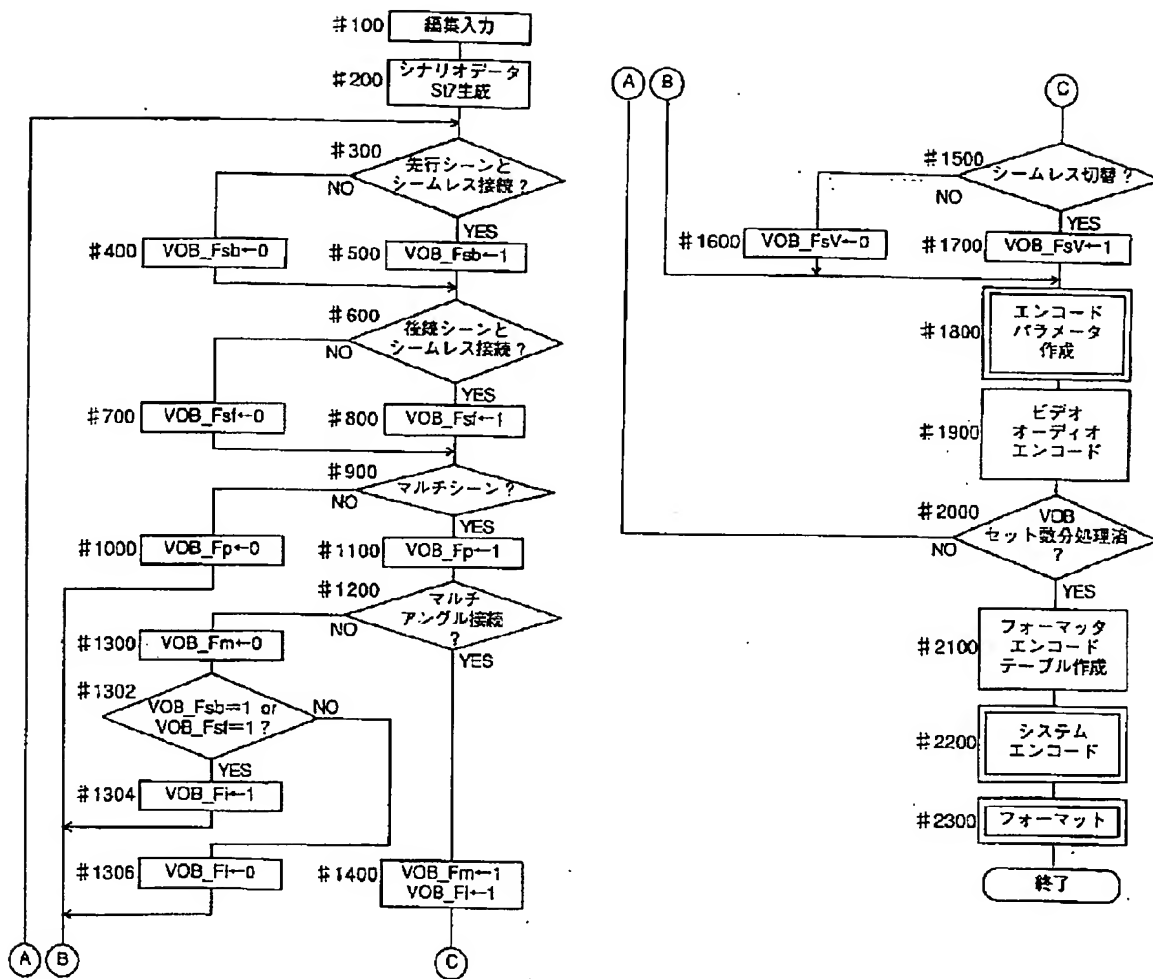 #100
編集入力
#200
シナリオデータ
St7生成
#300
先行シーンと
シームレス接続?
NO
YES
#400
VOB_Fsb←0
#500
VOB_Fsb←1
#600
後続シーンと
シームレス接続?
NO
YES
#700
VOB_Fsf←0
#800
VOB_Fsf←1
#900
マルチシーン?
NO
YES
#1000
VOB_Fp←0
#1100
VOB_Fp←1
#1200
マルチ
アングル接続
?
NO
YES
#1300
VOB_Fm←0
#1302
VOB_Fsb=1 or
VOB_Fsf=1?
NO
YES
#1304
VOB_Fi←1
#1306
VOB_Fi←0
#1400
VOB_Fm←1
VOB_Fi←1
A
B
C
A
B
C
#1500
シームレス切替?
NO
YES
#1600
VOB_FsV←0
#1700
VOB_FsV←1
#1800
エンコード
パラメータ
作成
#1900
ビデオ
オーディオ
エンコード
#2000
VOB
セット数分処理済
?
NO
YES
#2100
フォーマッタ
エンコード
テーブル作成
#2200
システム
エンコード
#2300
フォーマット
終了